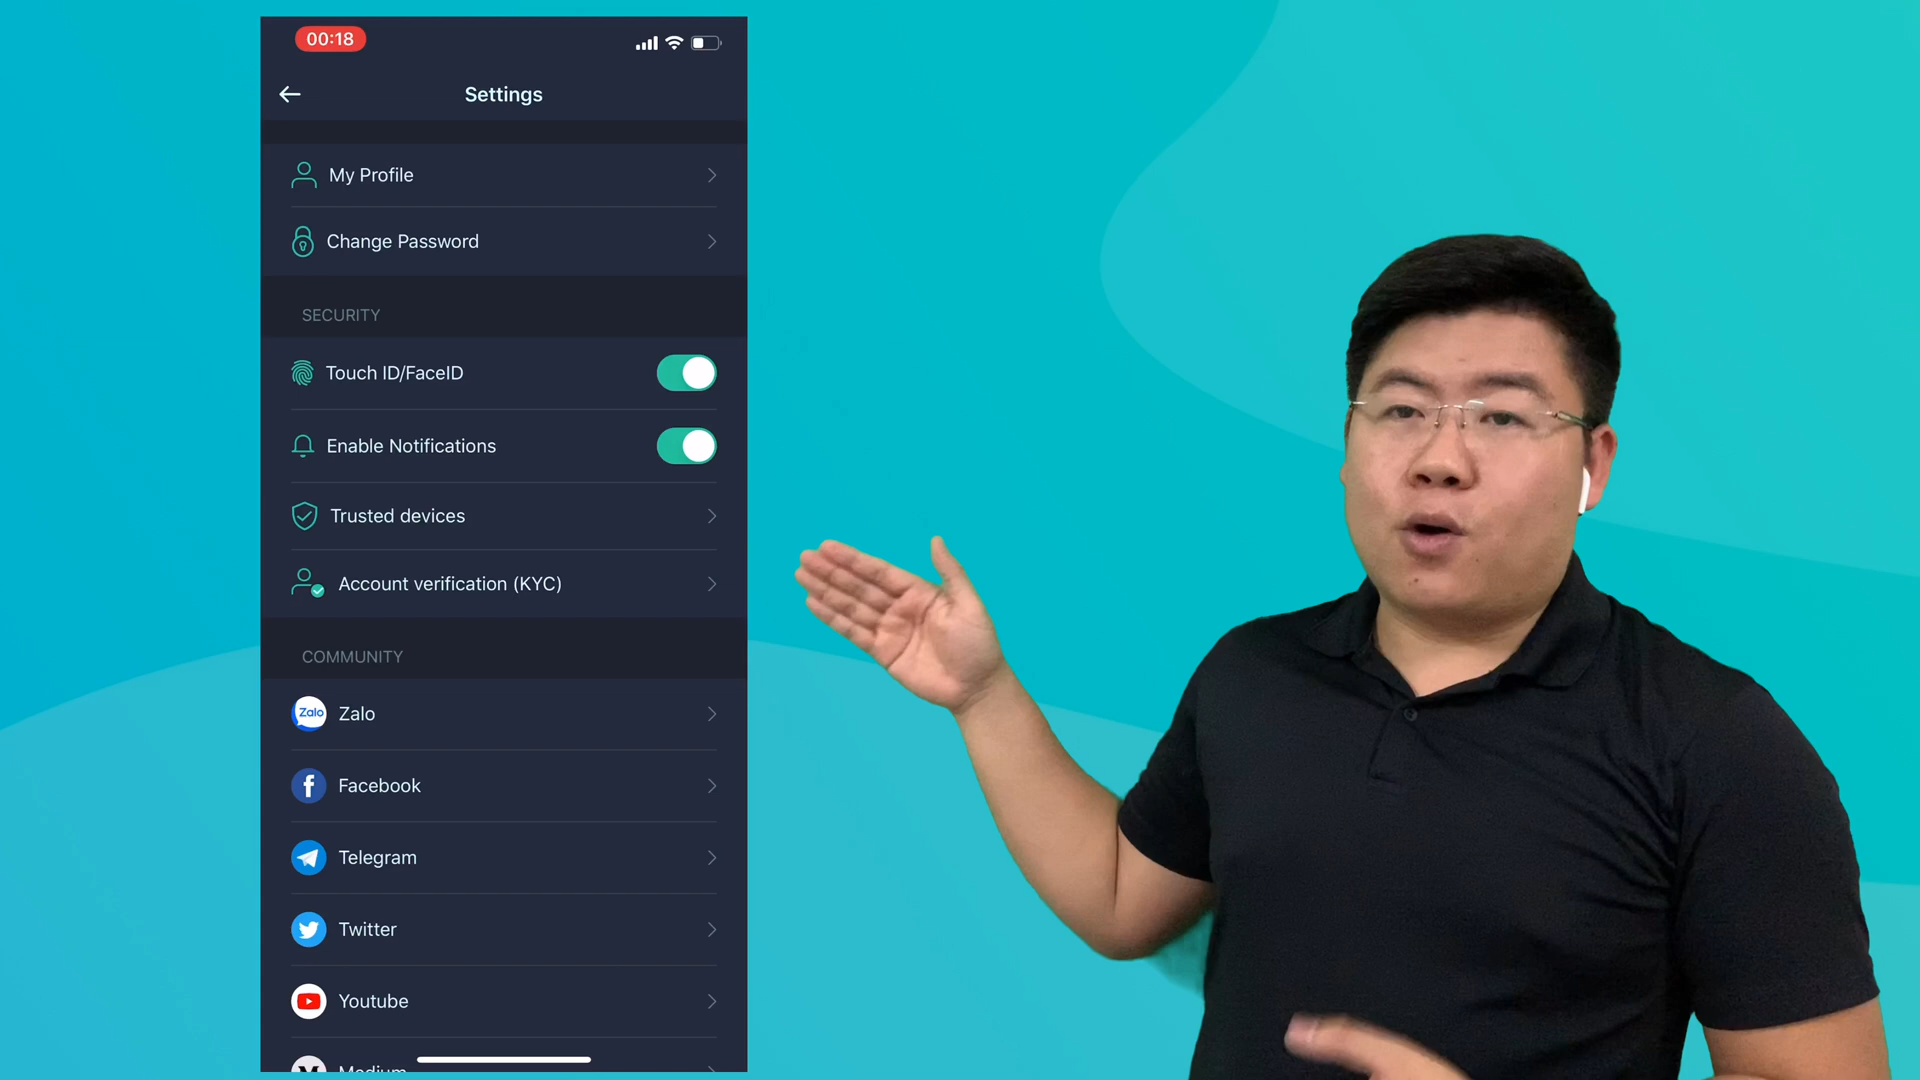 00:18
Settings
My Profile
Change Password
SECURITY
Touch ID/FaceID
Enable Notifications
Trusted devices
Account verification (KYC)
COMMUNITY
Zalo Zalo
Facebook
Telegram
Twitter
Youtube
Medium